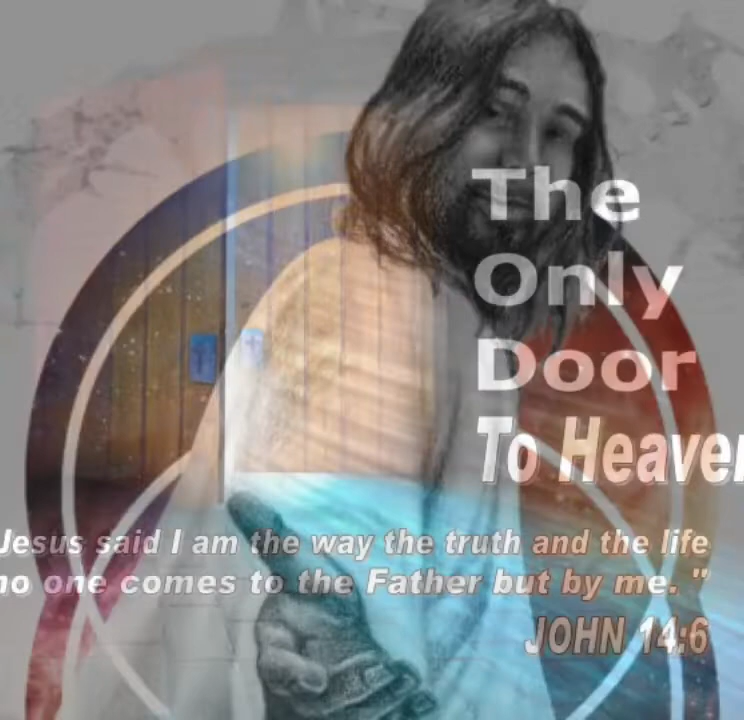 The
Only
Door
To Heaven
Jesus said I am the way the truth and the life
no one comes to the Father but by me. "
JOHN 14:6